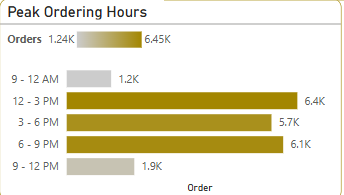 Peak Ordering Hours
Orders 1.24K 6.45K
9 - 12 AM 1.2K
12 - 3 PM 6.4K
3 - 6 PM 5.7K
6 - 9 PM 6.1K
9 - 12 PM 1.9K
Order